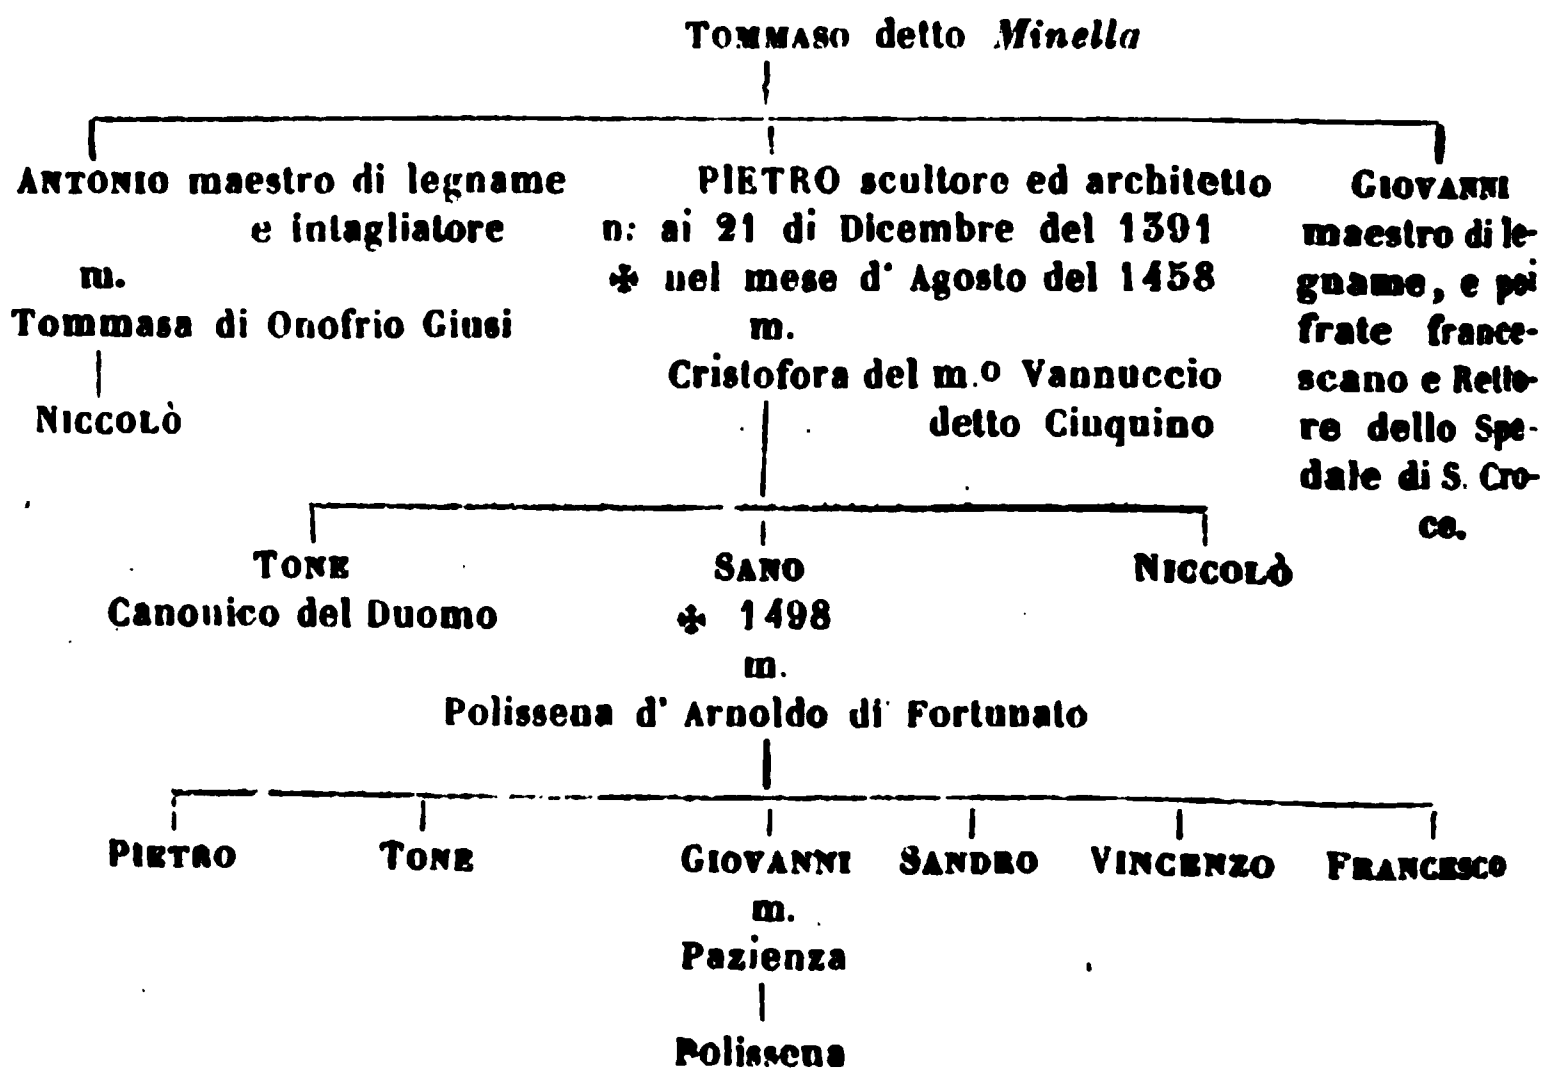 TOMMASO detto Minella
ANTONIO maestro di legname
e intagliatore
m.
Tommasa di Onofrio Giusi
NICCOLÒ
PIETRO scultore ed architetto
n: ai 21 di Dicembre del 1391
✠ nel mese d' Agosto del 1458
m.
Cristofora del m.º Vannuccio
detto Ciuquino
GIOVANNI
maestro di le-
gname, e poi
frate france-
scano e Retto-
re dello Spe-
dale di S. Cro-
ce.
TONE
Canonico del Duomo
SANO
✠ 1498
m.
Polissena d' Arnoldo di Fortunato
NICCOLÒ
PIETRO TONE GIOVANNI SANDRO VINCENZO FRANCESCO
m.
Pazienza
Polissena